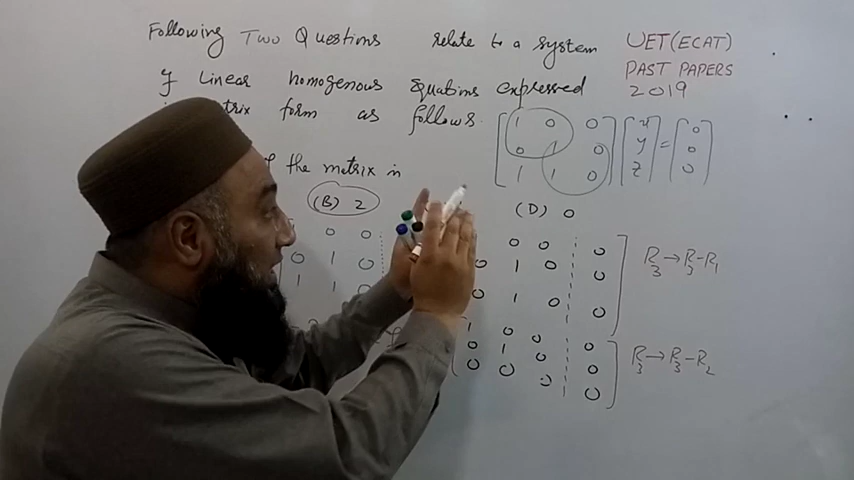 Following Two Questions relate to a system
UET(ECAT)
PAST PAPERS
2019
of Linear homogenous Equations expressed
form as follows.
1 0 0 x 0
0 1 0 y = 0
1 1 0 z 0
of the matrix in
(B) 2
(D) 0
0 0
0 1 0
1 1 0
0 0 0
0 1 0 0
0 1 0 0
R3→R3-R1
1 0 0 0
0 1 0 0
0 0 0 0
R3→R3-R2